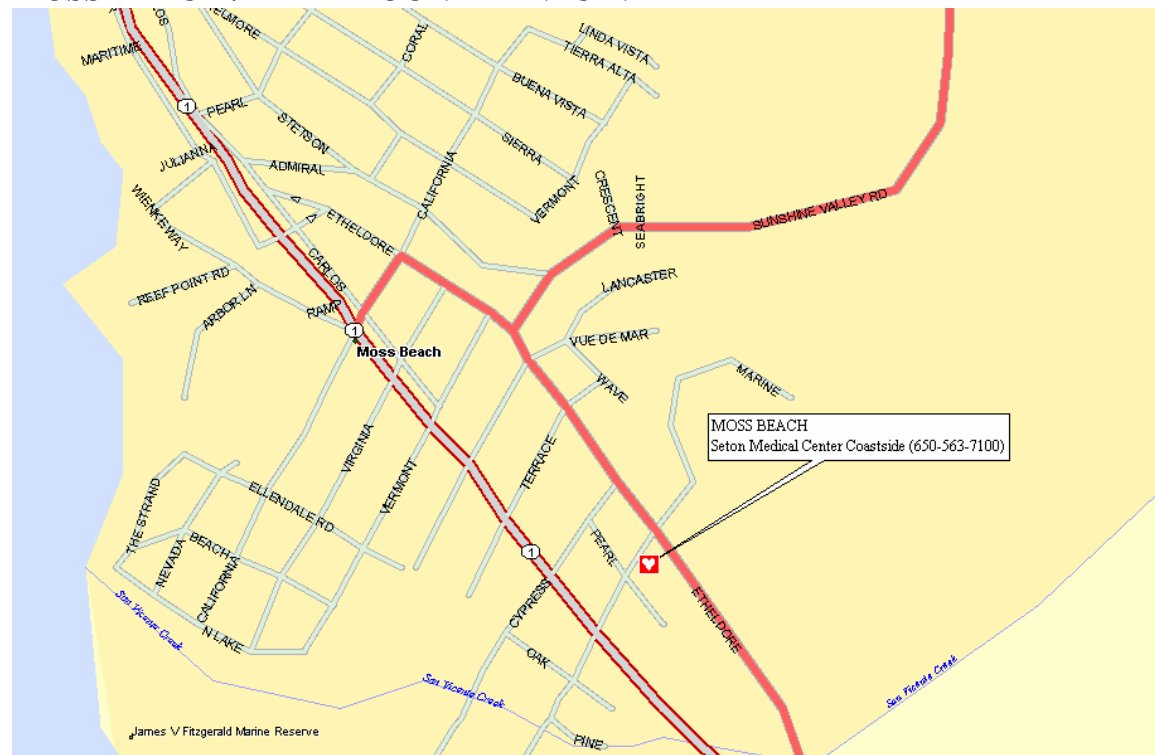 LINDA VISTA
CORAL
TIERRA ALTA
MARITIME
BUENA VISTA
1
PEARL
STETSON
SIERRA
JULIANNA
ADMIRAL
CALIFORNIA
VERMONT
CRESCENT
SEABRIGHT
SUNSHINE VALLEY RD
WIENKEWAY
ETHELDORE
CARLOS
REEF POINT RD
ARBOR LN
RAMP
LANCASTER
1
Moss Beach
VUE DE MAR
WAVE
MARINE
MOSS BEACH
Seton Medical Center Coastside (650-563-7100)
VIRGINIA
TERRACE
VERMONT
ELLENDALE RD
THE STRAND
NEVADA
BEACH
CALIFORNIA
PEARL
1
CYPRESS
ETHELDORE
San Vicente Creek
N LAKE
OAK
San Vicente Creek
San Vicente Creek
James V Fitzgerald Marine Reserve
PINE